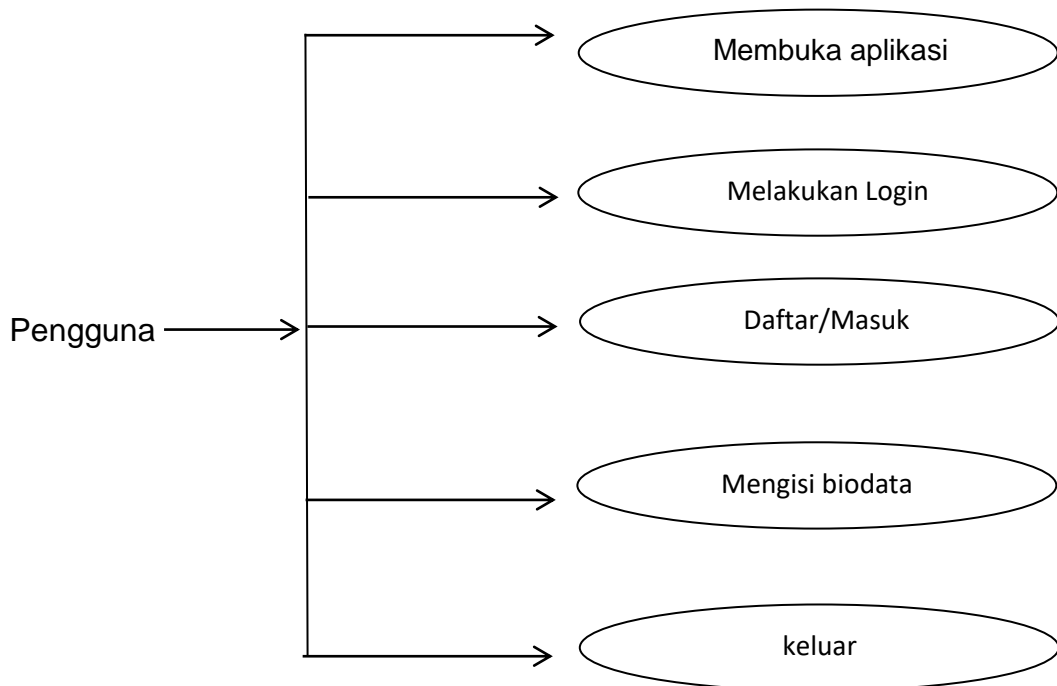 Membuka aplikasi
Melakukan Login
Pengguna
Daftar/Masuk
Mengisi biodata
keluar